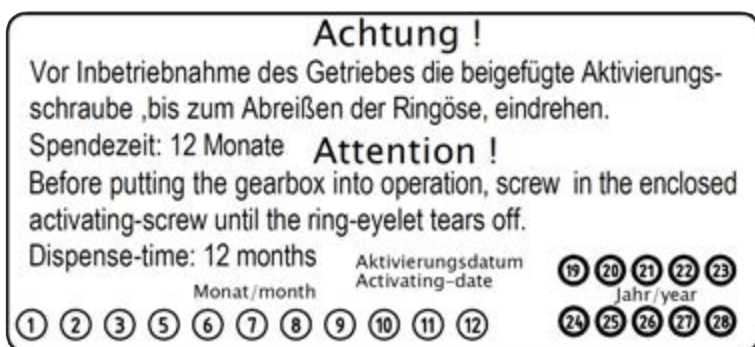 Achtung !
Vor Inbetriebnahme des Getriebes die beigefügte Aktivierungs-
schraube ,bis zum Abreißen der Ringöse, eindrehen.
Spendezeit: 12 Monate
Attention !
Before putting the gearbox into operation, screw in the enclosed
activating-screw until the ring-eyelet tears off.
Dispense-time: 12 months
Aktivierungsdatum
Activating-date
Monat/month
1 2 3 5 6 7 8 9 10 11 12
19 20 21 22 23
Jahr/year
24 25 26 27 28